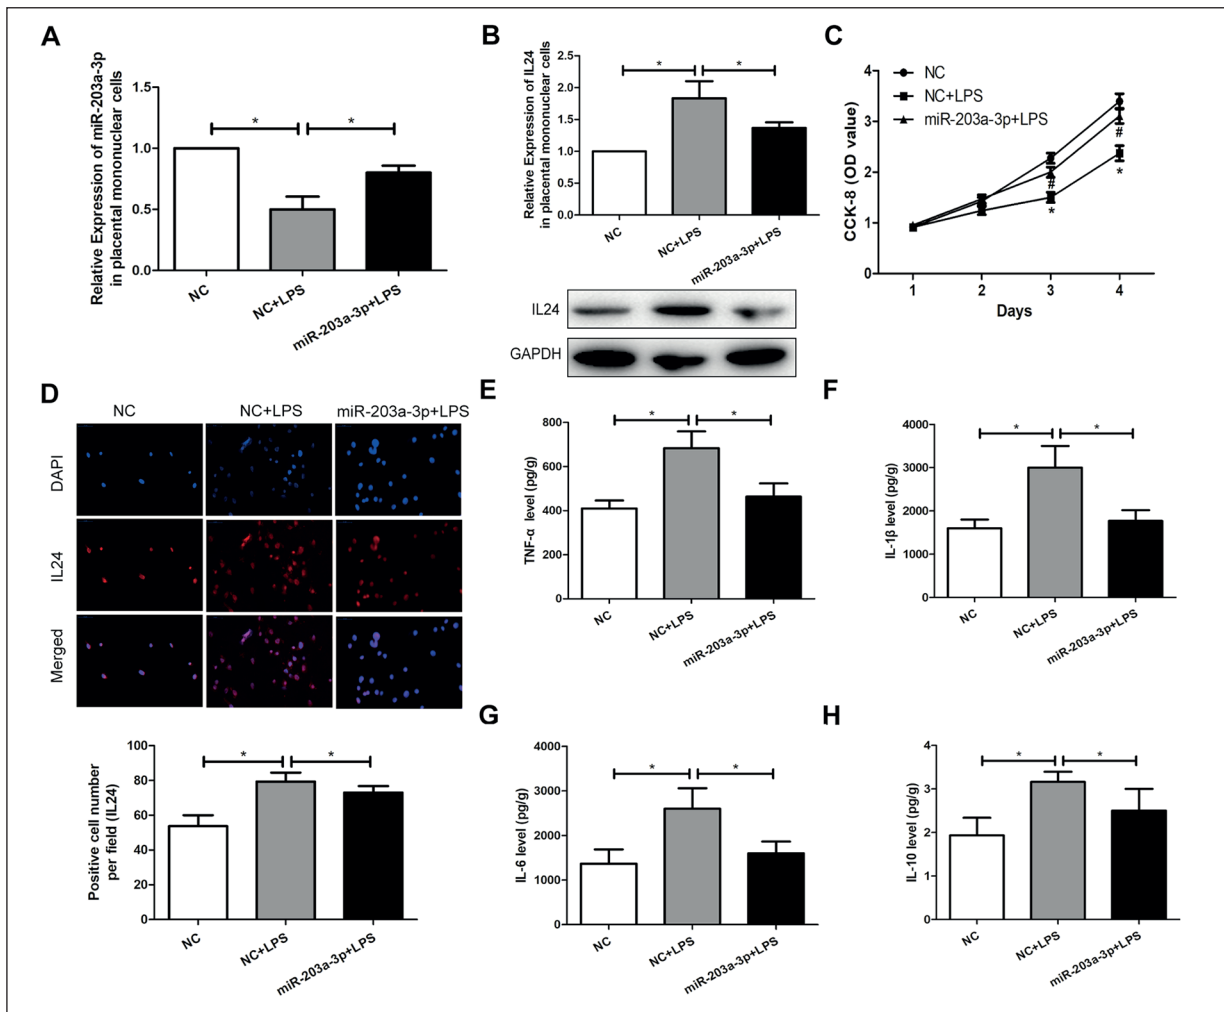 A
Relative Expression of miR-203a-3p
in placental mononuclear cells
1.5
1.0
0.5
0.0
*
*
NC
NC+LPS
miR-203a-3p+LPS
B
Relative Expression of IL24
in placental mononuclear cells
2.5
2.0
1.5
1.0
0.5
0.0
*
*
NC
NC+LPS
miR-203a-3p+LPS
IL24
GAPDH
C
CCK-8 (OD value)
4
3
2
1
0
NC
NC+LPS
miR-203a-3p+LPS
#
*
#
*
1
2
3
4
Days
D
NC
NC+LPS
miR-203a-3p+LPS
DAPI
IL24
Merged
Positive cell number
per field (IL24)
100
80
60
40
20
0
*
*
NC
NC+LPS
miR-203a-3p+LPS
E
TNF-α level (pg/g)
800
600
400
200
0
*
*
NC
NC+LPS
miR-203a-3p+LPS
F
IL-1β level (pg/g)
4000
3000
2000
1000
0
*
*
NC
NC+LPS
miR-203a-3p+LPS
G
IL-6 level (pg/g)
4000
3000
2000
1000
0
*
*
NC
NC+LPS
miR-203a-3p+LPS
H
IL-10 level (pg/g)
4
3
2
1
0
*
*
NC
NC+LPS
miR-203a-3p+LPS